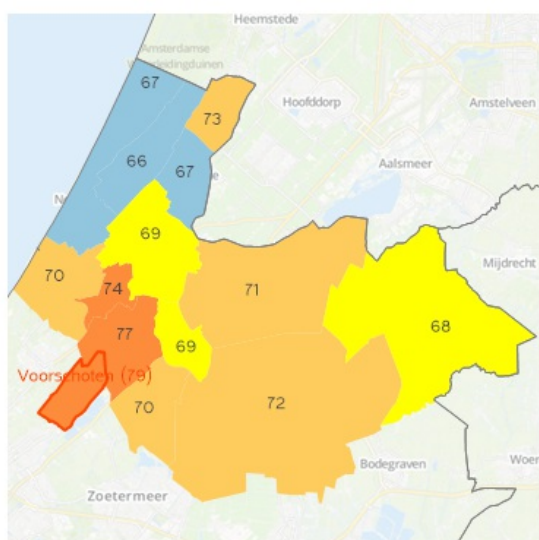 Heemstede
Amsterdamse
67
73
Hoofddorp
Amstelveen
66
67
Aalsmeer
69
Mijdrecht
70
74
71
77
69
68
Voorschoten (79)
70
72
Bodegraven
Zoetermeer